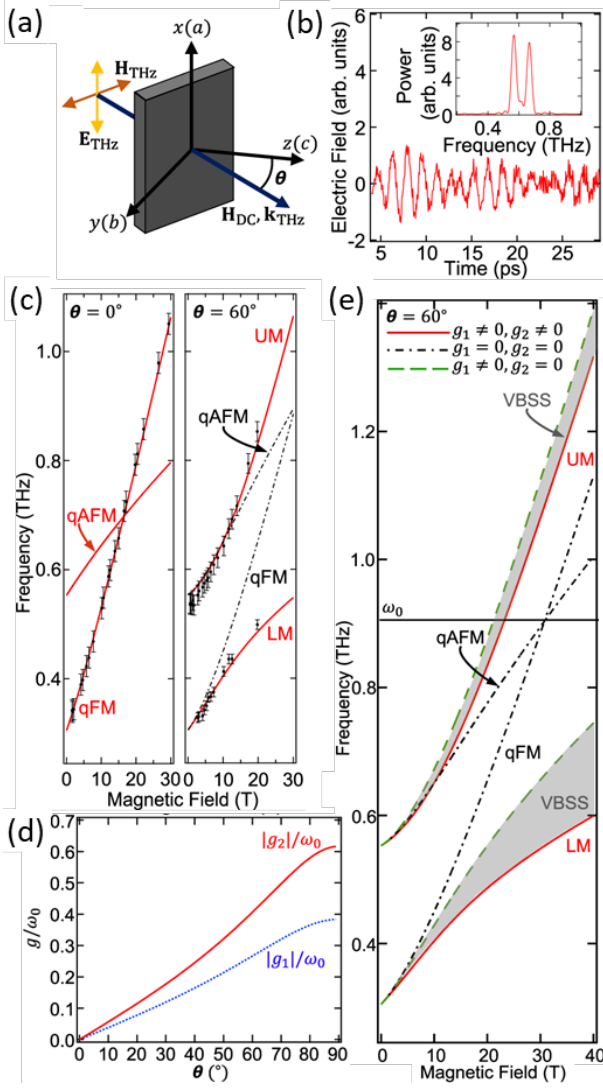 (a)
x(a)
H_THz
E_THz
z(c)
θ
y(b)
H_DC, k_THz
(b)
Electric Field (arb. units)
6
4
2
0
-2
5
10
15
20
25
Time (ps)
Power
(arb. units)
8
4
0
0.4
0.8
Frequency (THz)
(c)
θ = 0°
θ = 60°
UM
qAFM
qAFM
qFM
qFM
LM
Frequency (THz)
1.0
0.8
0.6
0.4
0
10
20
30
0
10
20
30
Magnetic Field (T)
(d)
g/ω₀
0.7
0.6
0.5
0.4
0.3
0.2
0.1
0.0
|g₂|/ω₀
|g₁|/ω₀
0 10 20 30 40 50 60 70 80 90
θ (°)
(e)
θ = 60°
g₁ ≠ 0, g₂ ≠ 0
g₁ = 0, g₂ = 0
g₁ ≠ 0, g₂ = 0
VBSS
UM
ω₀
qAFM
qFM
VBSS
LM
Frequency (THz)
1.2
1.0
0.8
0.6
0.4
0
10
20
30
40
Magnetic Field (T)